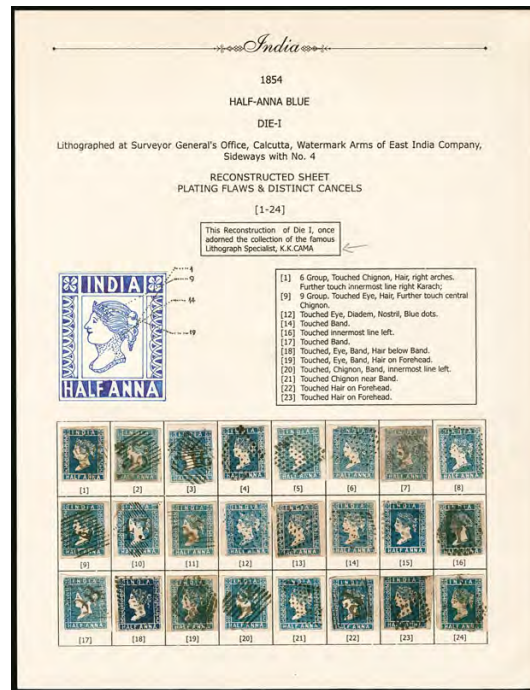 India
1854
HALF-ANNA BLUE
DIE-I
Lithographed at Surveyor General's Office, Calcutta, Watermark Arms of East India Company,
Sideways with No. 4
RECONSTRUCTED SHEET
PLATING FLAWS & DISTINCT CANCELS
[1-24]
This Reconstruction of Die I, once
adorned the collection of the famous
Lithograph Specialist, K.K.CAMA
INDIA
HALF ANNA
[1] 6 Group, Touched Chignon, Hair, right arches.
Further touch innermost line right Karach;
[9] 9 Group. Touched Eye, Hair, Further touch central
Chignon.
[12] Touched Eye, Diadem, Nostril, Blue dots.
[14] Touched Band.
[16] Touched innermost line left.
[17] Touched Band.
[18] Touched, Eye, Band, Hair below Band.
[19] Touched, Eye, Band, Hair on Forehead.
[20] Touched, Chignon, Band, innermost line left.
[21] Touched Chignon near Band.
[22] Touched Hair on Forehead.
[23] Touched Hair on Forehead.
[1] [2] [3] [4] [5] [6] [7] [8]
[9] [10] [11] [12] [13] [14] [15] [16]
[17] [18] [19] [20] [21] [22] [23] [24]